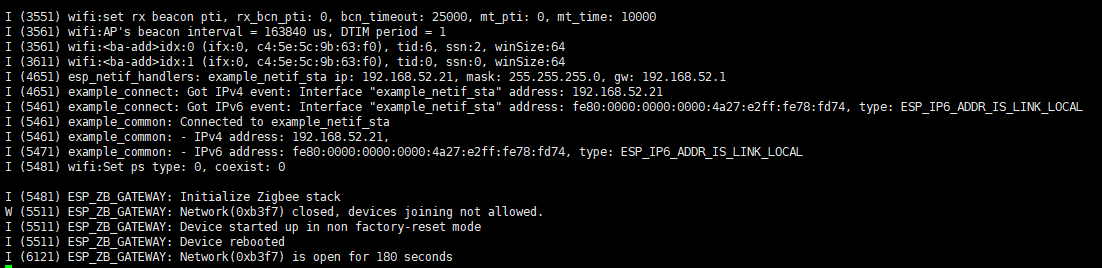 I (3551) wifi:set rx beacon pti, rx_bcn_pti: 0, bcn_timeout: 25000, mt_pti: 0, mt_time: 10000
I (3561) wifi:AP's beacon interval = 163840 us, DTIM period = 1
I (3561) wifi:<ba-add>idx:0 (ifx:0, c4:5e:5c:9b:63:f0), tid:6, ssn:2, winSize:64
I (3611) wifi:<ba-add>idx:1 (ifx:0, c4:5e:5c:9b:63:f0), tid:0, ssn:0, winSize:64
I (4651) esp_netif_handlers: example_netif_sta ip: 192.168.52.21, mask: 255.255.255.0, gw: 192.168.52.1
I (4651) example_connect: Got IPv4 event: Interface "example_netif_sta" address: 192.168.52.21
I (5461) example_connect: Got IPv6 event: Interface "example_netif_sta" address: fe80:0000:0000:0000:4a27:e2ff:fe78:fd74, type: ESP_IP6_ADDR_IS_LINK_LOCAL
I (5461) example_common: Connected to example_netif_sta
I (5461) example_common: - IPv4 address: 192.168.52.21,
I (5471) example_common: - IPv6 address: fe80:0000:0000:0000:4a27:e2ff:fe78:fd74, type: ESP_IP6_ADDR_IS_LINK_LOCAL
I (5481) wifi:Set ps type: 0, coexist: 0
I (5481) ESP_ZB_GATEWAY: Initialize Zigbee stack
W (5511) ESP_ZB_GATEWAY: Network(0xb3f7) closed, devices joining not allowed.
I (5511) ESP_ZB_GATEWAY: Device started up in non factory-reset mode
I (5511) ESP_ZB_GATEWAY: Device rebooted
I (6121) ESP_ZB_GATEWAY: Network(0xb3f7) is open for 180 seconds